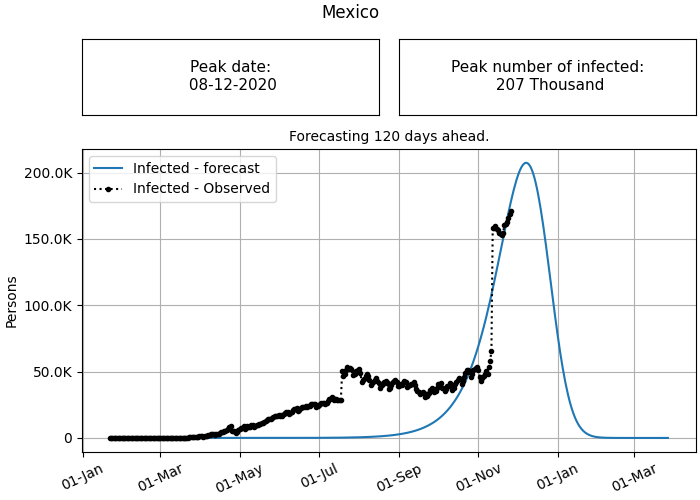 Mexico
Peak date:
08-12-2020
Peak number of infected:
207 Thousand
Forecasting 120 days ahead.
Infected - forecast
Infected - Observed
200.0K
150.0K
100.0K
50.0K
0
Persons
01-Jan
01-Mar
01-May
01-Jul
01-Sep
01-Nov
01-Jan
01-Mar